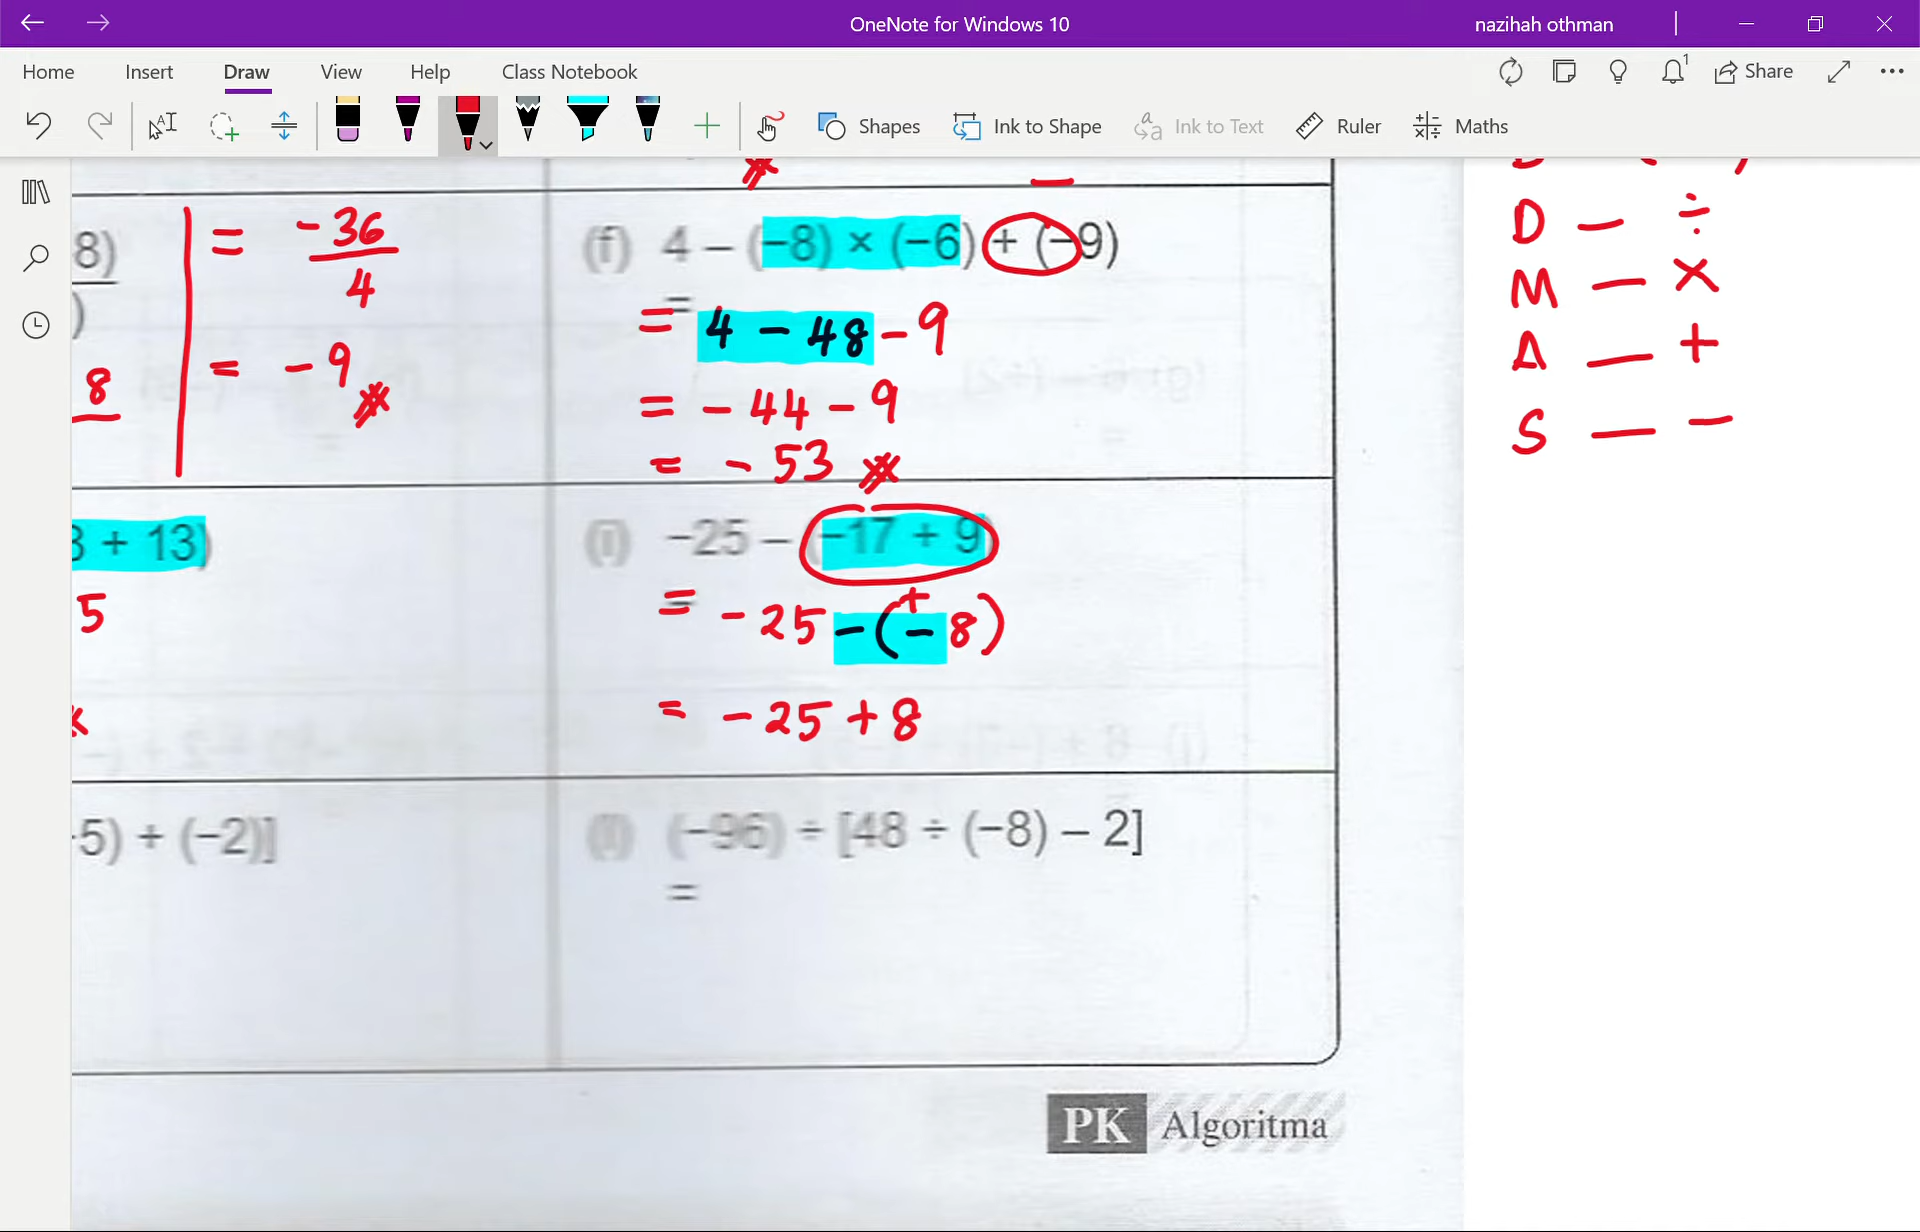 OneNote for Windows 10
nazihah othman
Home Insert Draw View Help Class Notebook
1 Share
Shapes Ink to Shape Ink to Text Ruler Maths
8)
)
8
= -36
4
= -9
(f) 4 – (–8) × (–6) + (–9)
=
= 4 - 48 - 9
= - 44 - 9
= - 53
D - ÷
M - ×
A - +
S - -
3 + 13)
5
(i) –25 – (–17 + 9)
=
= - 25 - (- 8)
+
= - 25 + 8
-5) + (–2)]
(l) (–96) ÷ [48 ÷ (–8) – 2]
=
PK Algoritma